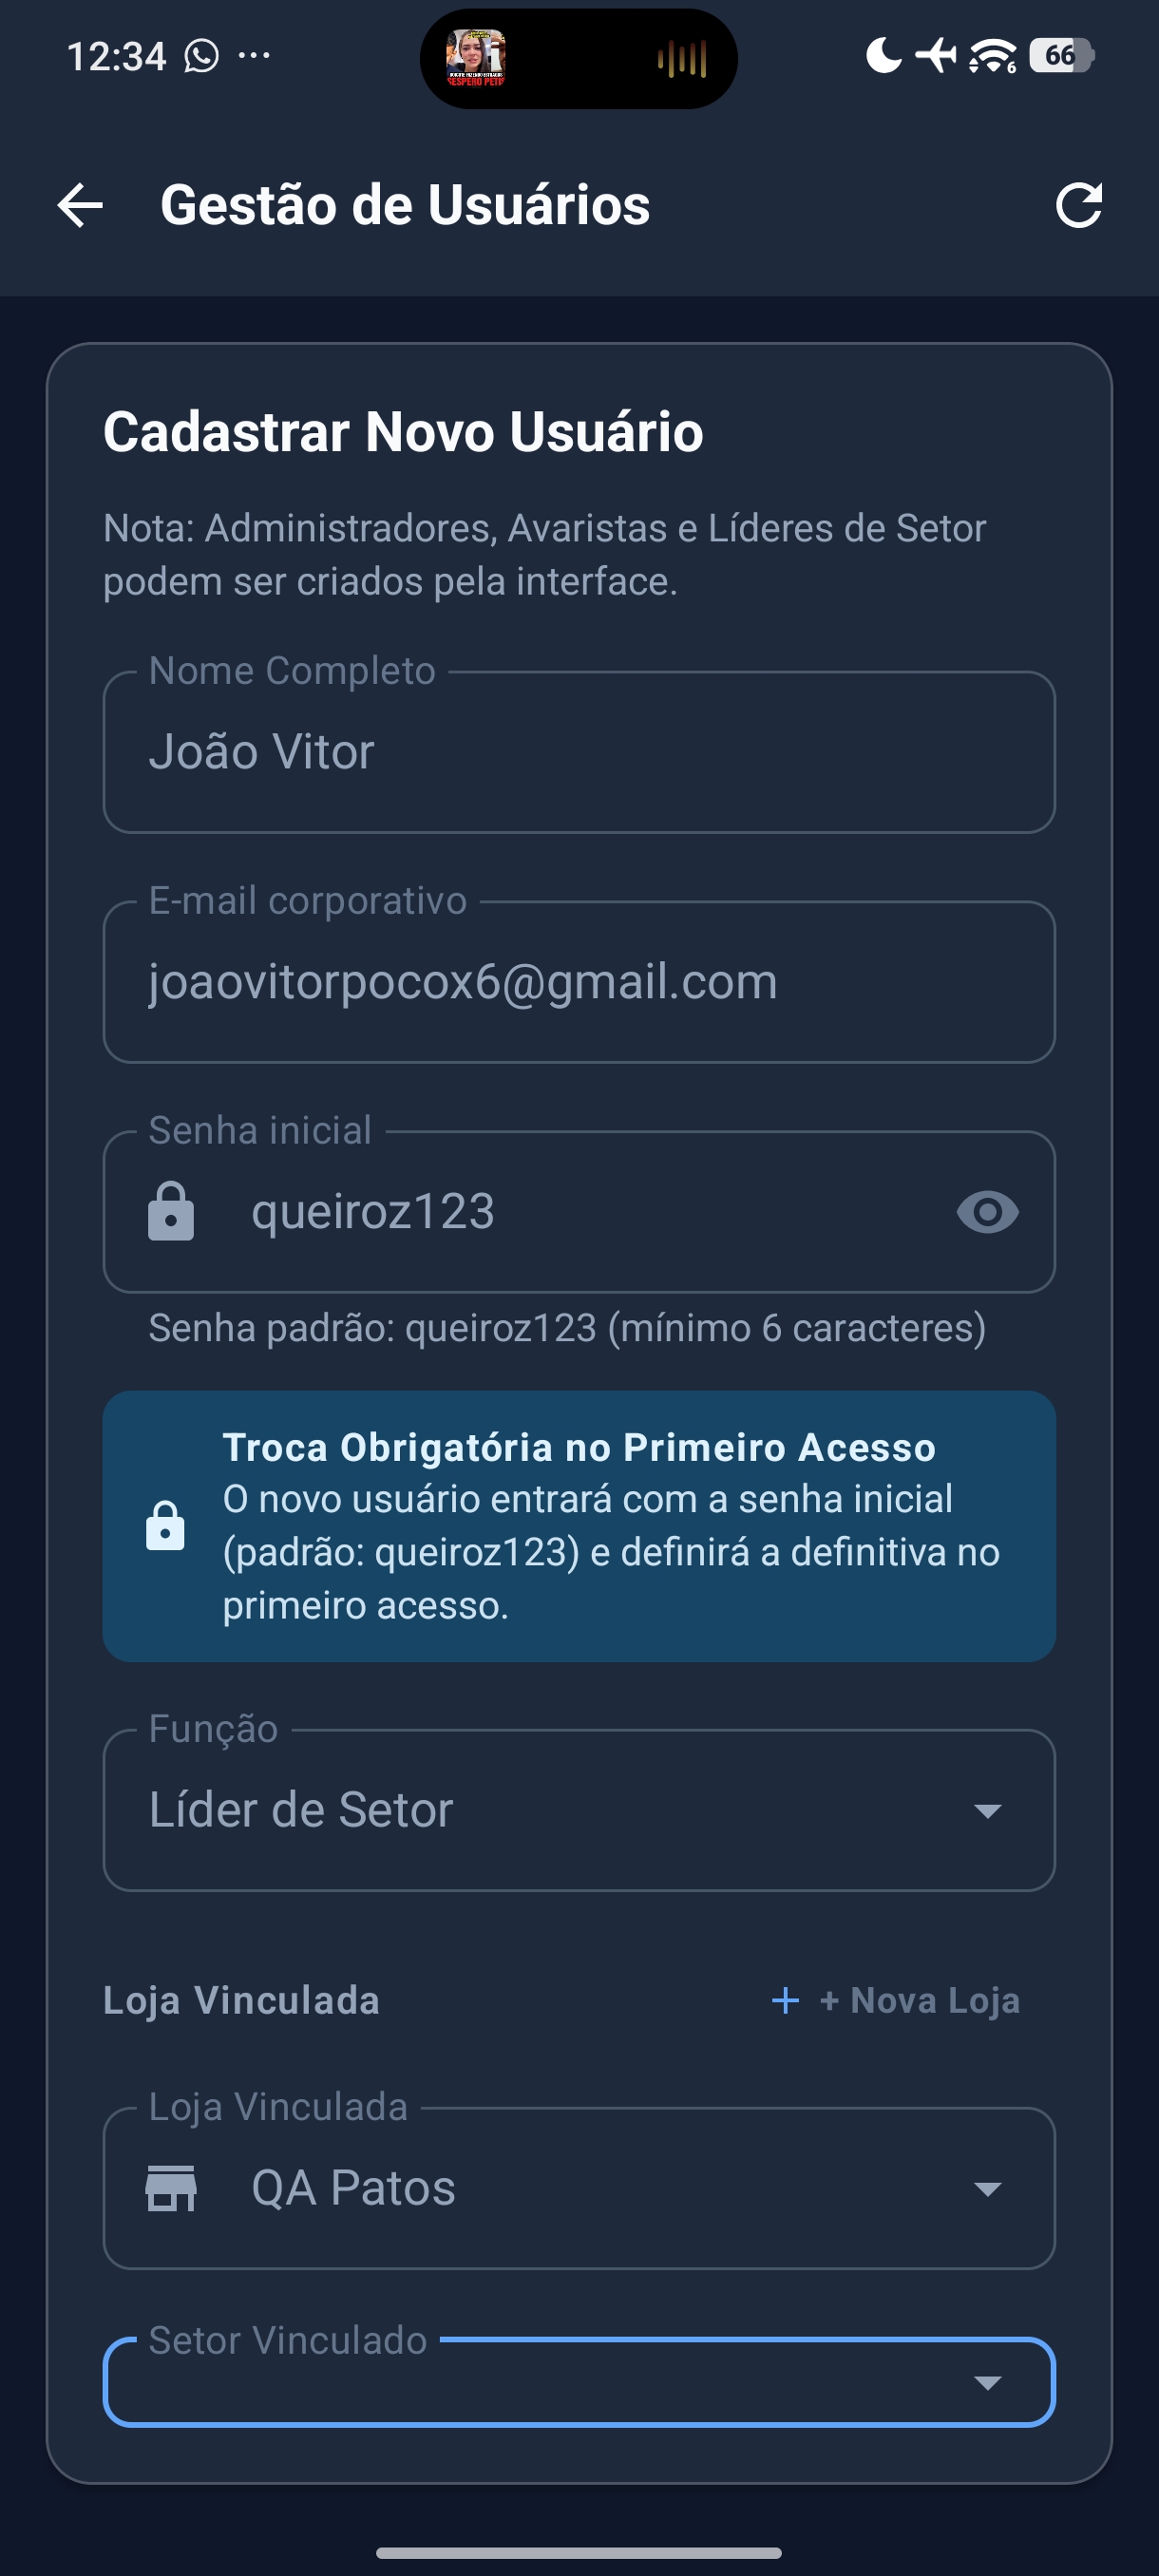 12:34
66
6
SESPERO PETIS
Gestão de Usuários
Cadastrar Novo Usuário
Nota: Administradores, Avaristas e Líderes de Setor
podem ser criados pela interface.
Nome Completo
João Vitor
E-mail corporativo
joaovitorpocox6@gmail.com
Senha inicial
queiroz123
Senha padrão: queiroz123 (mínimo 6 caracteres)
Troca Obrigatória no Primeiro Acesso
O novo usuário entrará com a senha inicial
(padrão: queiroz123) e definirá a definitiva no
primeiro acesso.
Função
Líder de Setor
Loja Vinculada
+ Nova Loja
Loja Vinculada
QA Patos
Setor Vinculado